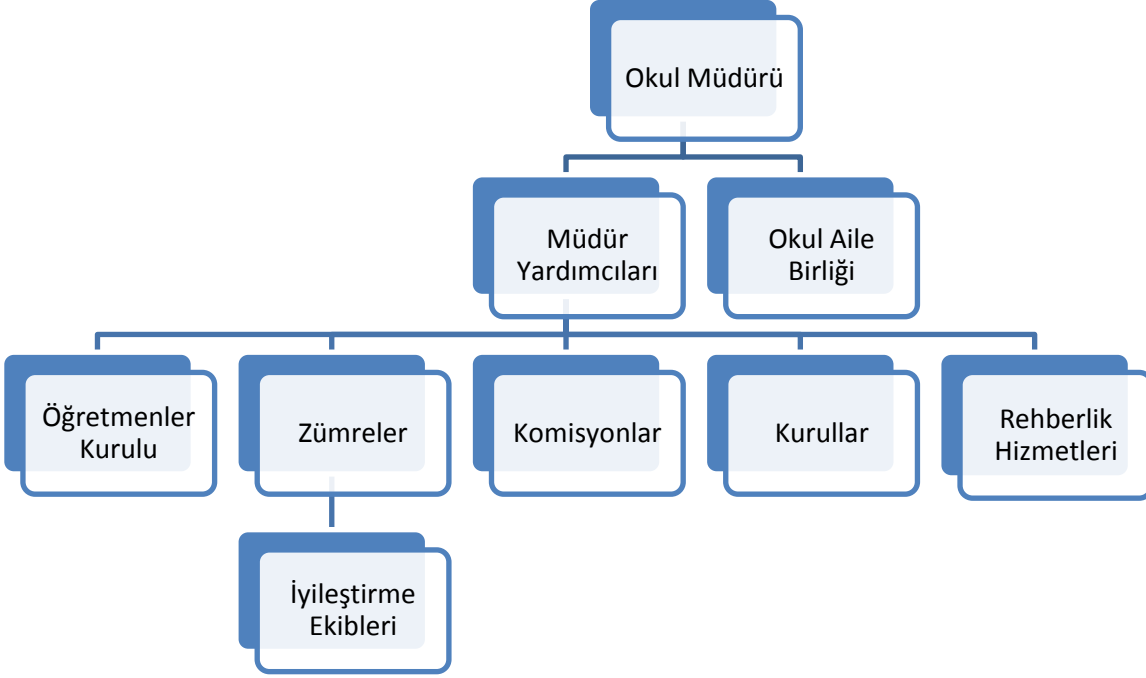 Okul Müdürü
Müdür
Yardımcıları
Okul Aile
Birliği
Öğretmenler
Kurulu
Zümreler
Komisyonlar
Kurullar
Rehberlik
Hizmetleri
İyileştirme
Ekibleri